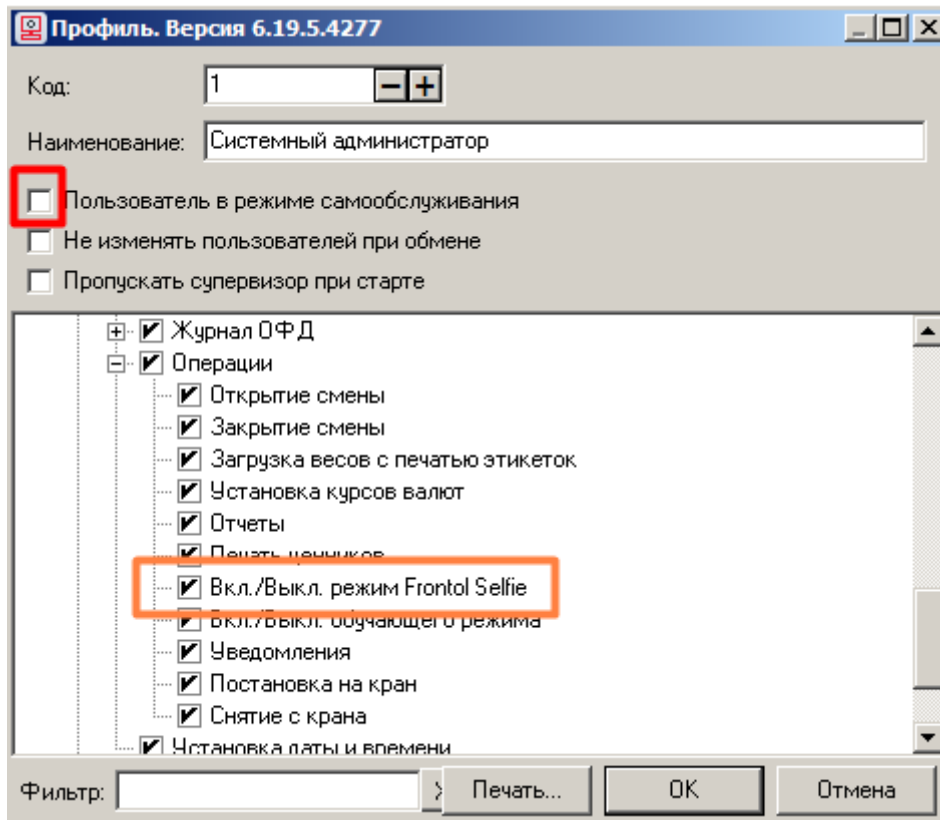 Профиль. Версия 6.19.5.4277
Код: 1
Наименование: Системный администратор
Пользователь в режиме самообслуживания
Не изменять пользователей при обмене
Пропускать супервизор при старте
Журнал ОФД
Операции
Открытие смены
Закрытие смены
Загрузка весов с печатью этикеток
Установка курсов валют
Отчеты
Печать ценников
Вкл./Выкл. режим Frontol Selfie
Вкл./Выкл. обучающего режима
Уведомления
Постановка на кран
Снятие с крана
Установка даты и времени
Фильтр: Печать... OK Отмена